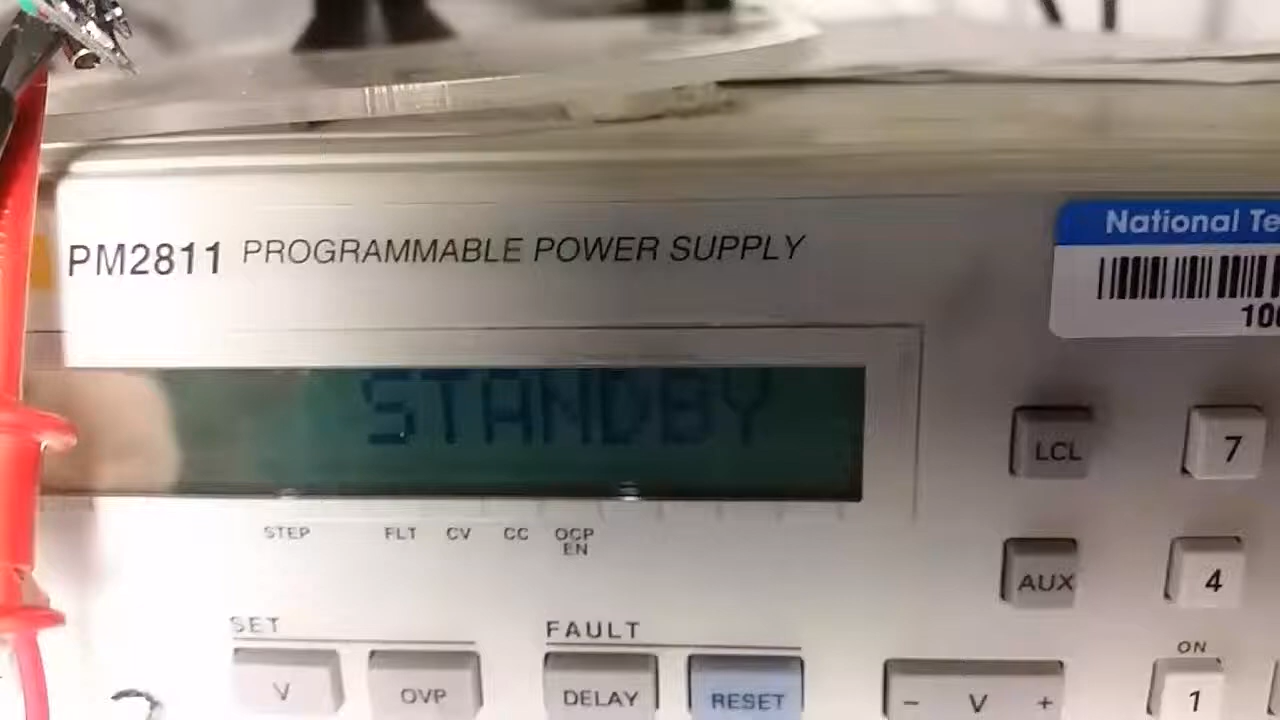 PM2811 PROGRAMMABLE POWER SUPPLY
National Te
STANDBY
LCL
7
STEP FLT CV CC OCP EN
AUX
4
SET
FAULT
ON
V
OVP
DELAY
RESET
- V +
1